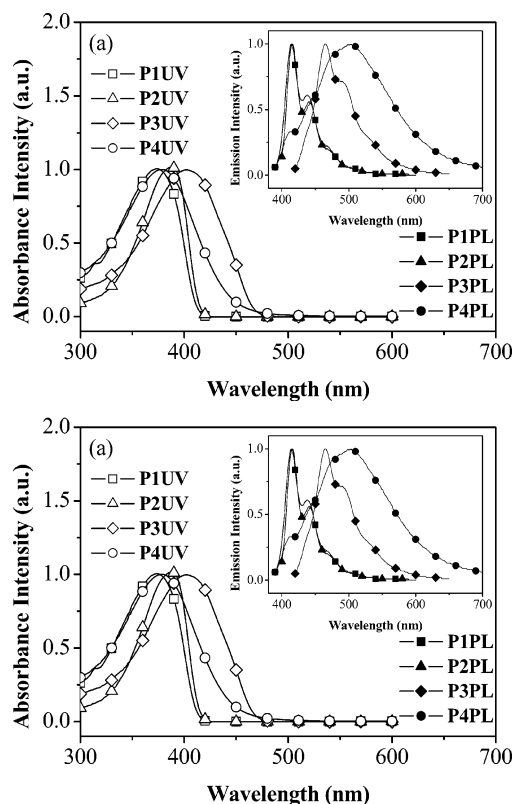 (a)
P1UV
P2UV
P3UV
P4UV
Absorbance Intensity (a.u.)
2.0
1.5
1.0
0.5
0.0
300 400 500 600 700
Wavelength (nm)
Emission Intensity (a.u.)
1.0
0.5
0.0
400 500 600 700
Wavelength (nm)
P1PL
P2PL
P3PL
P4PL
(a)
P1UV
P2UV
P3UV
P4UV
Absorbance Intensity (a.u.)
2.0
1.5
1.0
0.5
0.0
300 400 500 600 700
Wavelength (nm)
Emission Intensity (a.u.)
1.0
0.5
0.0
400 500 600 700
Wavelength (nm)
P1PL
P2PL
P3PL
P4PL